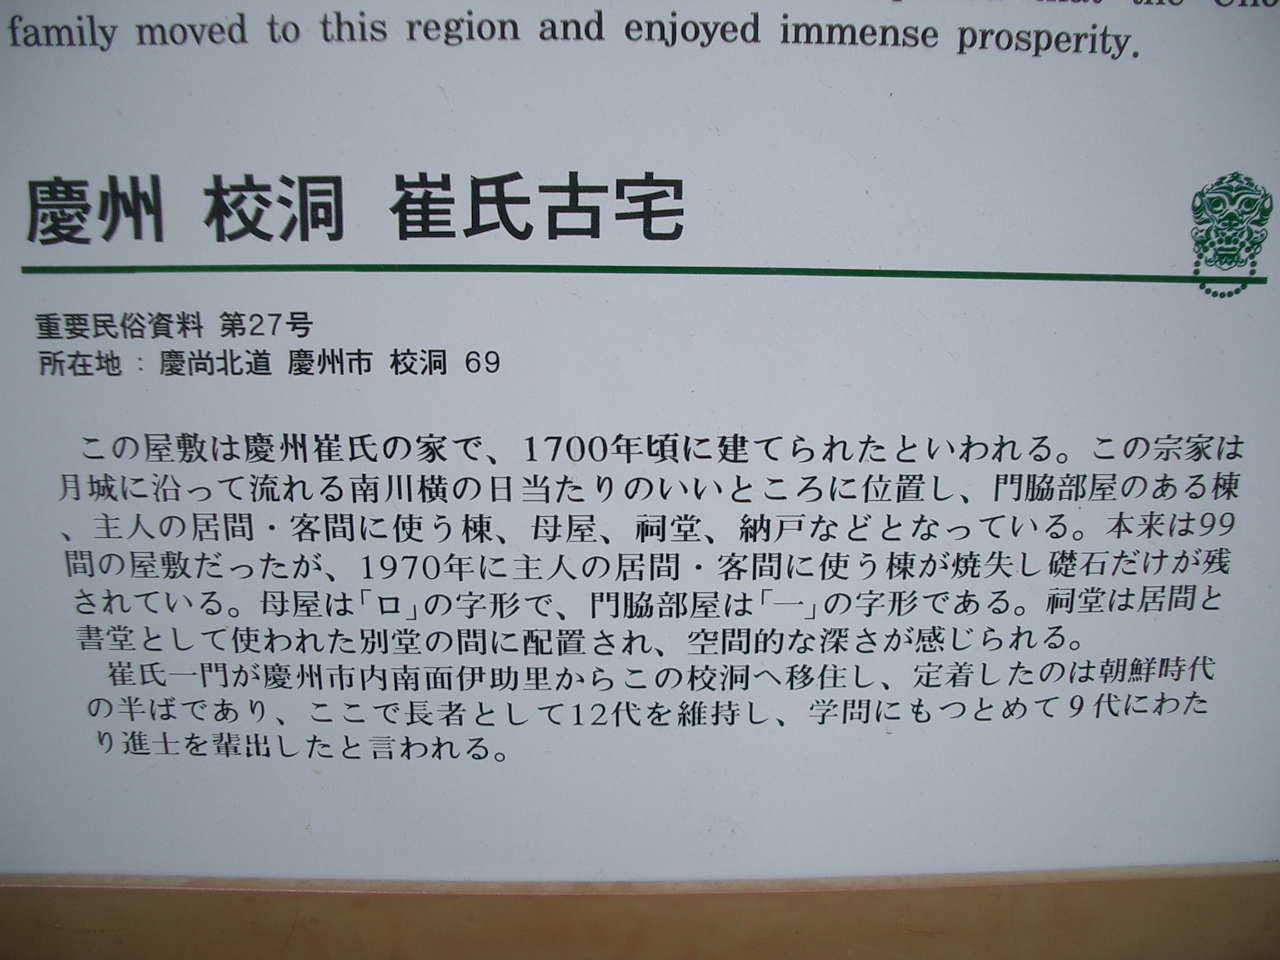 family moved to this region and enjoyed immense prosperity.
慶州 校洞 崔氏古宅
重要民俗資料 第27号
所在地 : 慶尚北道 慶州市 校洞 69
この屋敷は慶州崔氏の家で、1700年頃に建てられたといわれる。この宗家は
月城に沿って流れる南川横の日当たりのいいところに位置し、門脇部屋のある棟
、主人の居間・客間に使う棟、母屋、祠堂、納戸などとなっている。本来は99
間の屋敷だったが、1970年に主人の居間・客間に使う棟が焼失し礎石だけが残
されている。母屋は「ロ」の字形で、門脇部屋は「一」の字形である。祠堂は居間と
書堂として使われた別堂の間に配置され、空間的な深さが感じられる。
崔氏一門が慶州市内南面伊助里からこの校洞へ移住し、定着したのは朝鮮時代
の半ばであり、ここで長者として12代を維持し、学問にもつとめて9代にわた
り進士を輩出したと言われる。